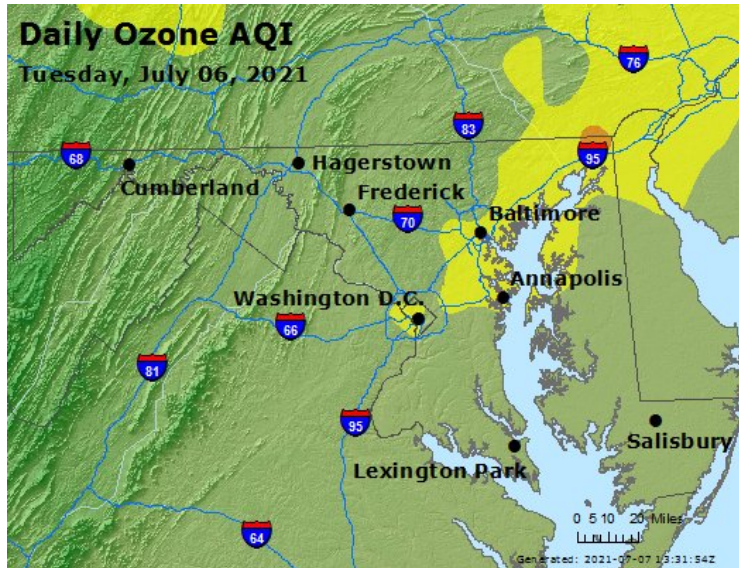 Daily Ozone AQI
Tuesday, July 06, 2021
76
83
68
95
Hagerstown
Cumberland
Frederick
70
Baltimore
Annapolis
Washington D.C.
66
81
95
Salisbury
Lexington Park
0 5 10 20 Miles
64
Generated: 2021-07-07 13:31:54Z